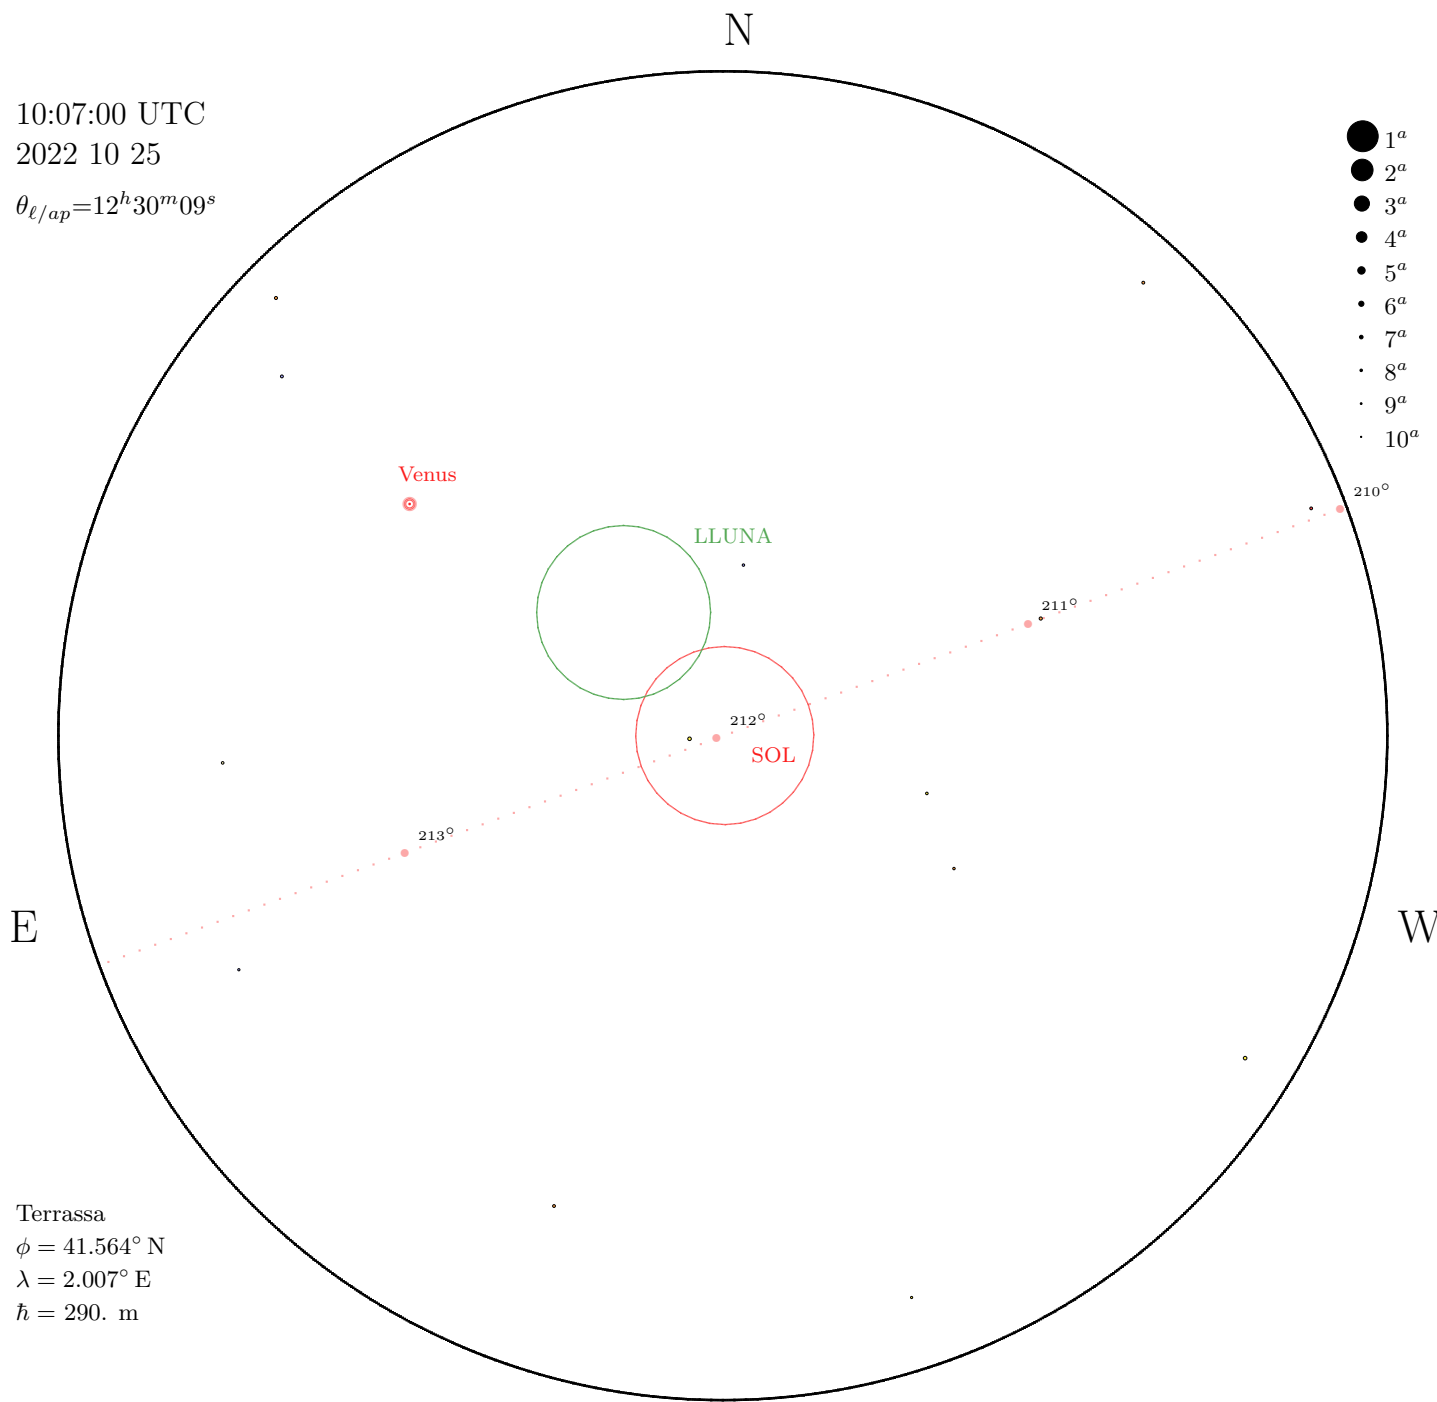 N
10:07:00 UTC
2022 10 25
θℓ/ap=12ʰ30ᵐ09ˢ
1ᵃ
2ᵃ
3ᵃ
4ᵃ
5ᵃ
6ᵃ
7ᵃ
8ᵃ
9ᵃ
10ᵃ
Venus
210°
LLUNA
211°
212°
SOL
213°
E
W
Terrassa
ϕ = 41.564° N
λ = 2.007° E
ħ = 290. m